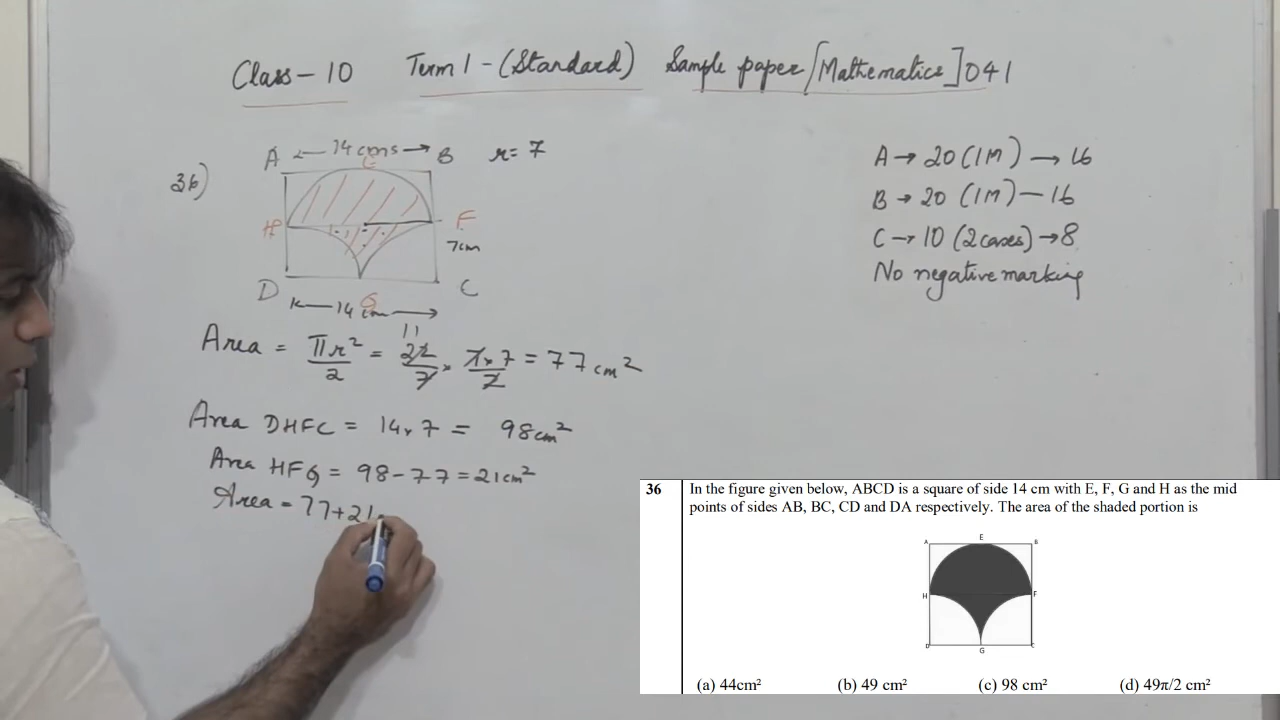 Class - 10 Term 1 - (Standard) Sample paper [Mathematics] 041
36)
A ← 14 cms → B r = 7
E
H F
7cm
D G C
← 14 cm →
Area = πr²/2 = 22/7 × 7×7/2 = 77 cm²
11
Area DHFC = 14 × 7 = 98 cm²
Area HFG = 98 - 77 = 21 cm²
Area = 77 + 21
A → 20 (1M) → 16
B → 20 (1M) — 16
C → 10 (2 cases) → 8
No negative marking
36 In the figure given below, ABCD is a square of side 14 cm with E, F, G and H as the mid
points of sides AB, BC, CD and DA respectively. The area of the shaded portion is
A E B
H F
D G C
(a) 44cm² (b) 49 cm² (c) 98 cm² (d) 49π/2 cm²